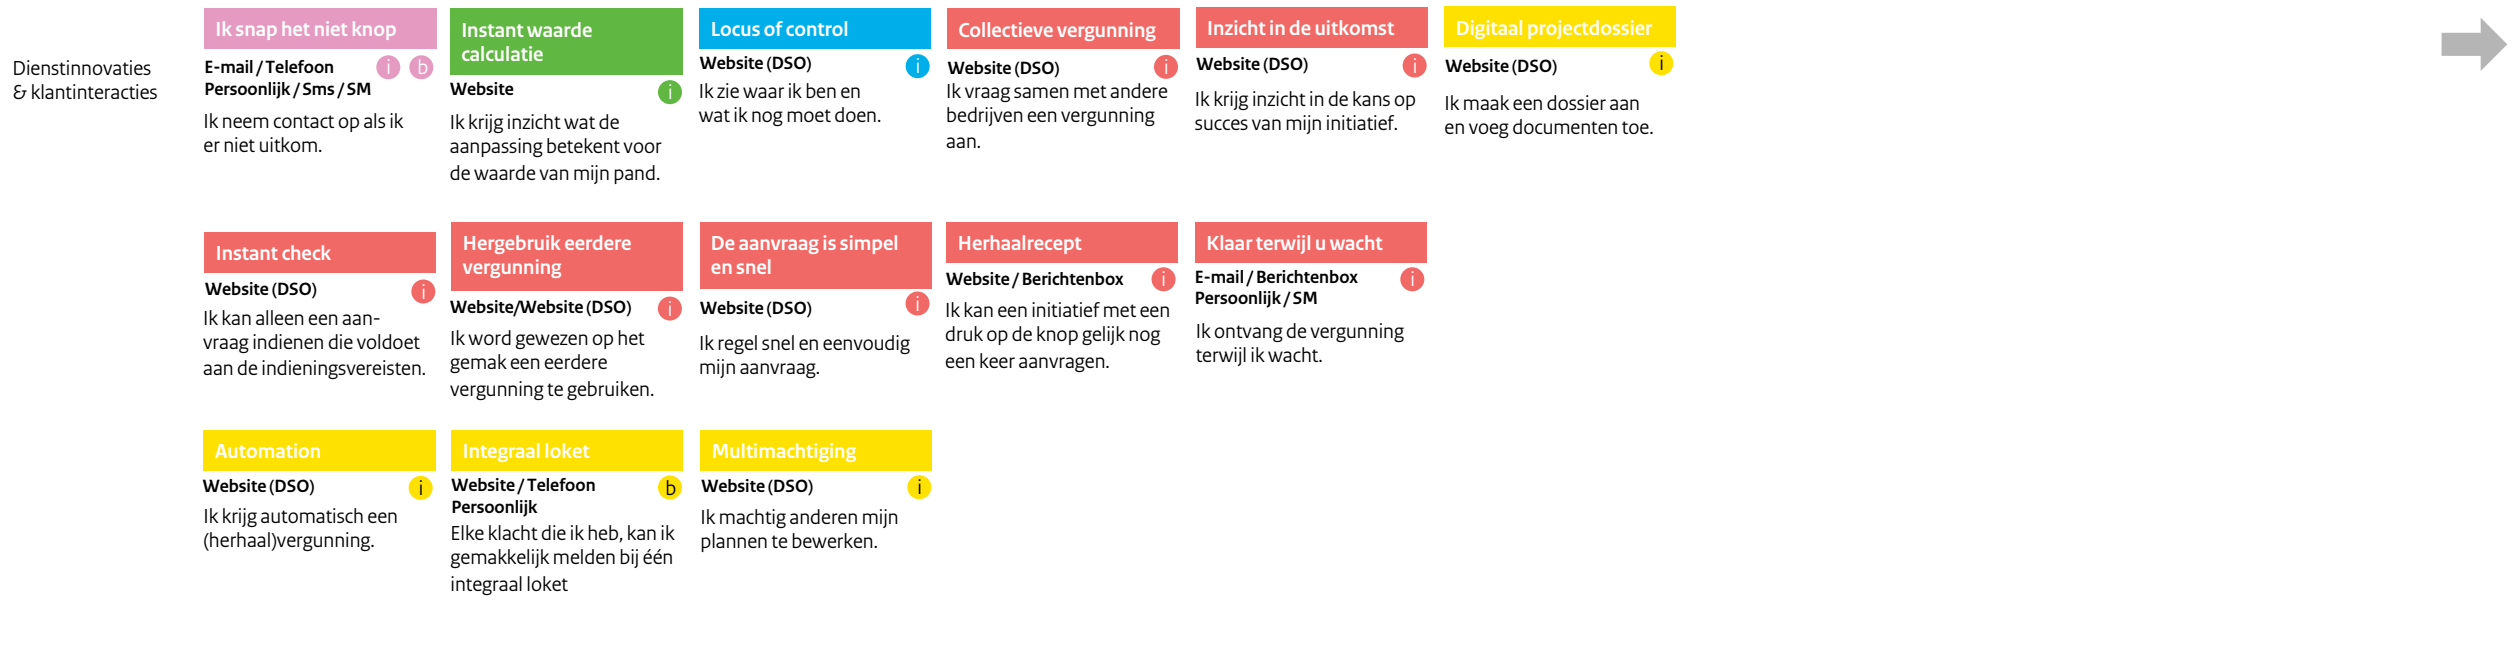 Dienstinnovaties
& klantinteracties
Ik snap het niet knop
E-mail / Telefoon
Persoonlijk / Sms / SM
i b
Ik neem contact op als ik
er niet uitkom.
Instant waarde
calculatie
Website
i
Ik krijg inzicht wat de
aanpassing betekent voor
de waarde van mijn pand.
Locus of control
Website (DSO)
i
Ik zie waar ik ben en
wat ik nog moet doen.
Collectieve vergunning
Website (DSO)
i
Ik vraag samen met andere
bedrijven een vergunning
aan.
Inzicht in de uitkomst
Website (DSO)
i
Ik krijg inzicht in de kans op
succes van mijn initiatief.
Digitaal projectdossier
Website (DSO)
i
Ik maak een dossier aan
en voeg documenten toe.
Instant check
Website (DSO)
i
Ik kan alleen een aan-
vraag indienen die voldoet
aan de indieningsvereisten.
Hergebruik eerdere
vergunning
Website/Website (DSO)
i
Ik word gewezen op het
gemak een eerdere
vergunning te gebruiken.
De aanvraag is simpel
en snel
Website (DSO)
i
Ik regel snel en eenvoudig
mijn aanvraag.
Herhaalrecept
Website / Berichtenbox
i
Ik kan een initiatief met een
druk op de knop gelijk nog
een keer aanvragen.
Klaar terwijl u wacht
E-mail / Berichtenbox
Persoonlijk / SM
i
Ik ontvang de vergunning
terwijl ik wacht.
Automation
Website (DSO)
i
Ik krijg automatisch een
(herhaal)vergunning.
Integraal loket
Website / Telefoon
Persoonlijk
b
Elke klacht die ik heb, kan ik
gemakkelijk melden bij één
integraal loket
Multimachtiging
Website (DSO)
i
Ik machtig anderen mijn
plannen te bewerken.